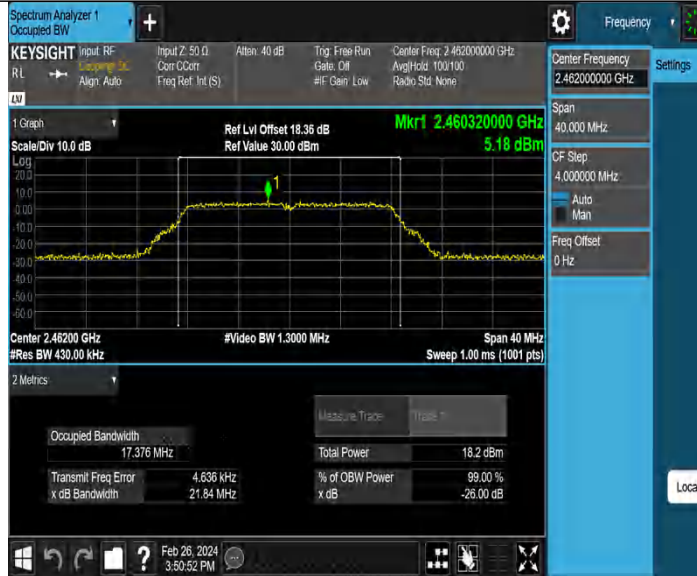 Spectrum Analyzer 1
Occupied BW
+
Frequency
KEYSIGHT
Input: RF
Coupling: DC
Align: Auto
Input Z: 50 Ω
Corr CCorr
Freq Ref: Int (S)
Atten: 40 dB
Trig: Free Run
Gate: Off
#IF Gain: Low
Center Freq: 2.462000000 GHz
Avg|Hold: 100/100
Radio Std: None
RL
LXI
Center Frequency
2.462000000 GHz
Settings
Span
40.000 MHz
CF Step
4.000000 MHz
Auto
Man
Freq Offset
0 Hz
1 Graph
Scale/Div 10.0 dB
Ref Lvl Offset 18.36 dB
Ref Value 30.00 dBm
Mkr1 2.460320000 GHz
5.18 dBm
Log
20.0
10.0
0.00
-10.0
-20.0
-30.0
-40.0
-50.0
-60.0
1
Center 2.46200 GHz
#Res BW 430.00 kHz
#Video BW 1.3000 MHz
Span 40 MHz
Sweep 1.00 ms (1001 pts)
2 Metrics
Measure Trace
Trace 1
Occupied Bandwidth
17.376 MHz
Total Power 18.2 dBm
Transmit Freq Error 4.636 kHz
% of OBW Power 99.00 %
x dB Bandwidth 21.84 MHz
x dB -26.00 dB
Loca
?
Feb 26, 2024
3:50:52 PM